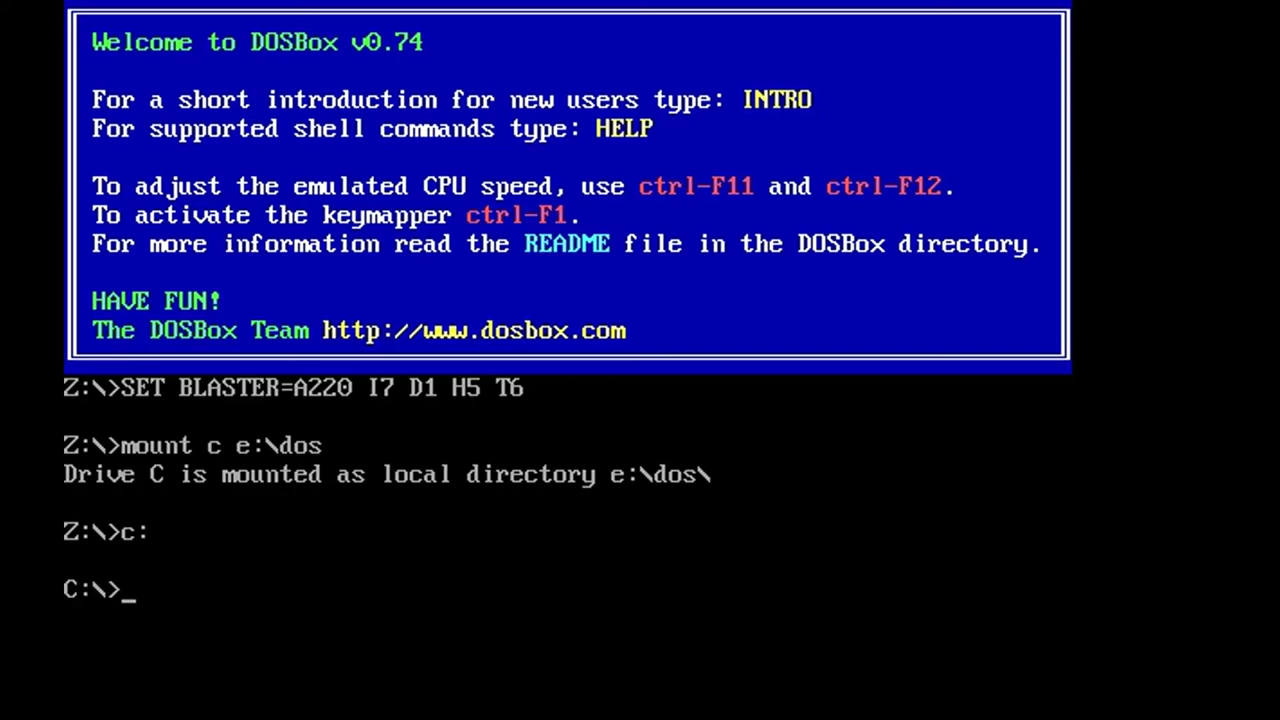 Welcome to DOSBox v0.74
For a short introduction for new users type: INTRO
For supported shell commands type: HELP
To adjust the emulated CPU speed, use ctrl-F11 and ctrl-F12.
To activate the keymapper ctrl-F1.
For more information read the README file in the DOSBox directory.
HAVE FUN!
The DOSBox Team http://www.dosbox.com
Z:\>SET BLASTER=A220 I7 D1 H5 T6
Z:\>mount c e:\dos
Drive C is mounted as local directory e:\dos\
Z:\>c:
C:\>_